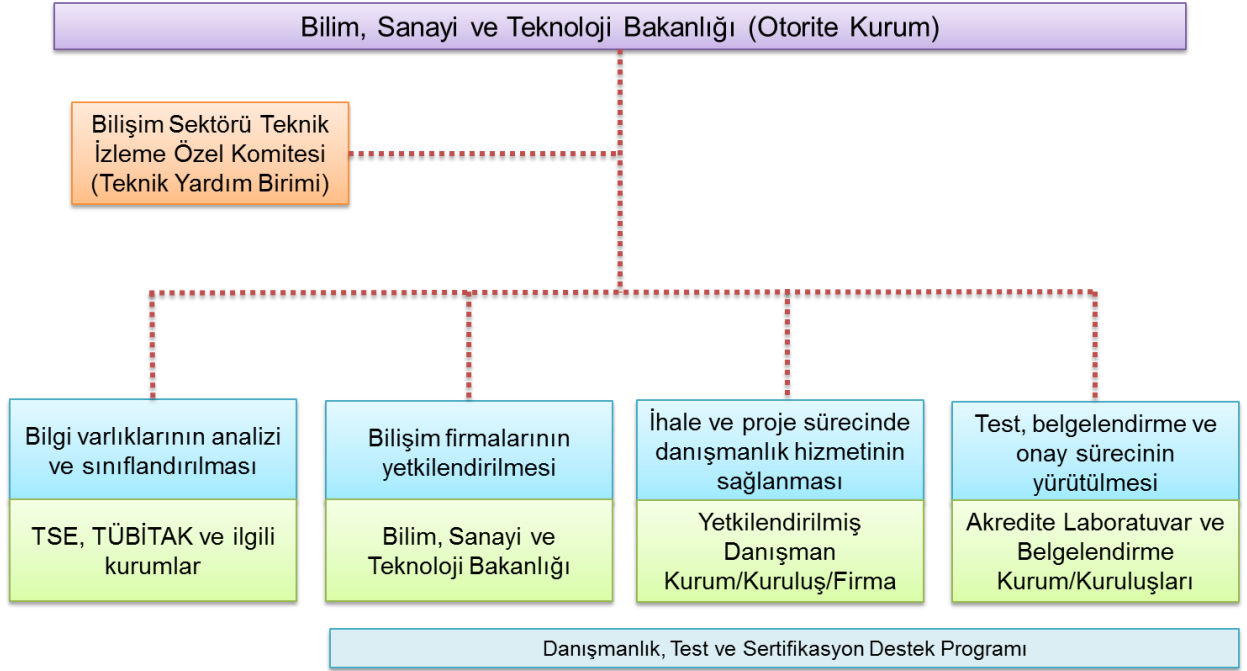 Bilim, Sanayi ve Teknoloji Bakanlığı (Otorite Kurum)
Bilişim Sektörü Teknik
İzleme Özel Komitesi
(Teknik Yardım Birimi)
Bilgi varlıklarının analizi
ve sınıflandırılması
TSE, TÜBİTAK ve ilgili
kurumlar
Bilişim firmalarının
yetkilendirilmesi
Bilim, Sanayi ve
Teknoloji Bakanlığı
İhale ve proje sürecinde
danışmanlık hizmetinin
sağlanması
Yetkilendirilmiş
Danışman
Kurum/Kuruluş/Firma
Test, belgelendirme ve
onay sürecinin
yürütülmesi
Akredite Laboratuvar ve
Belgelendirme
Kurum/Kuruluşları
Danışmanlık, Test ve Sertifikasyon Destek Programı